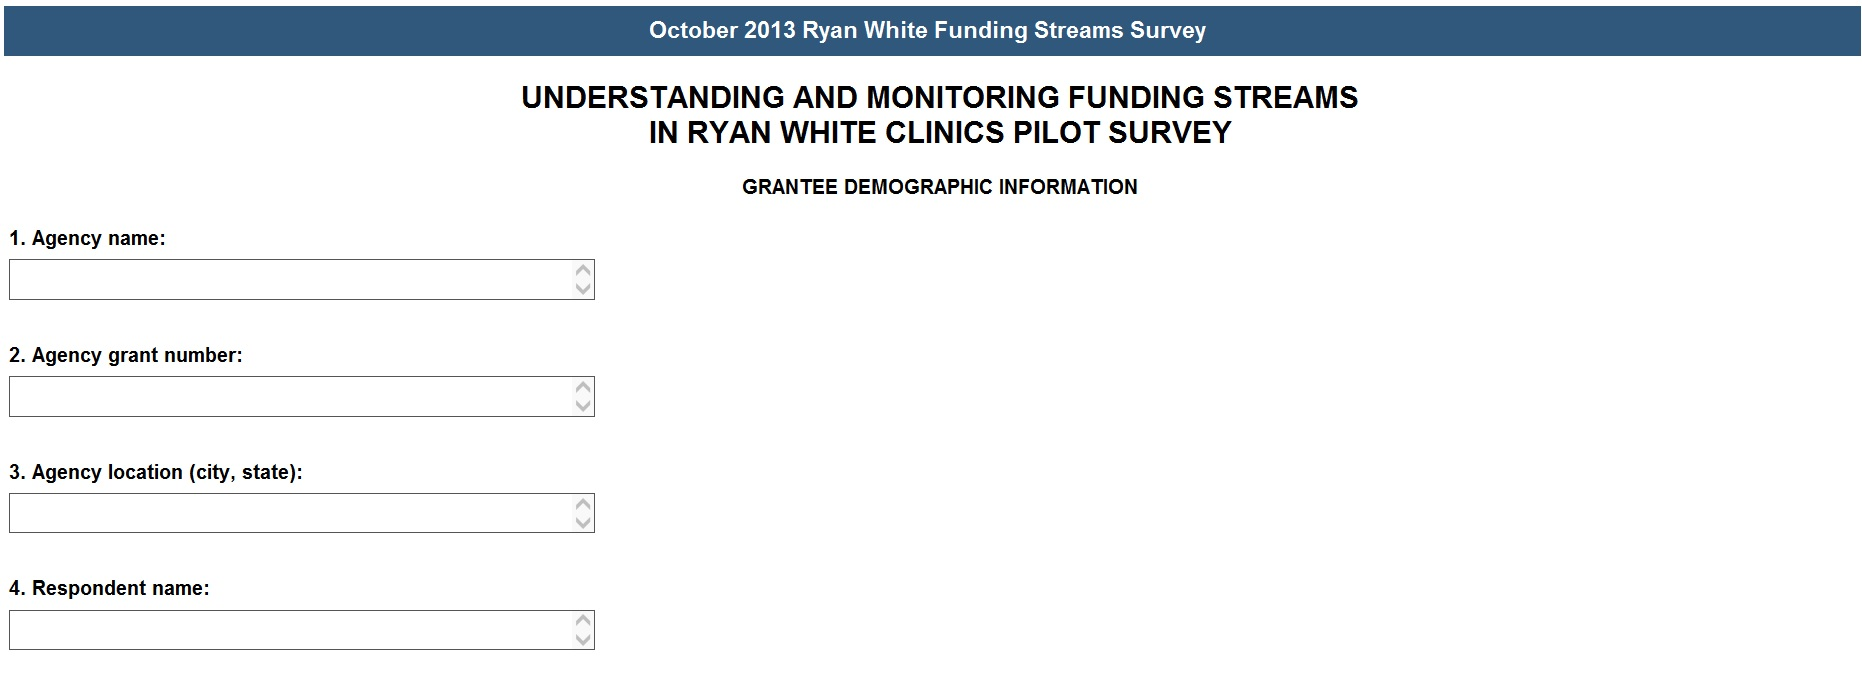 October 2013 Ryan White Funding Streams Survey
UNDERSTANDING AND MONITORING FUNDING STREAMS
IN RYAN WHITE CLINICS PILOT SURVEY
GRANTEE DEMOGRAPHIC INFORMATION
1. Agency name:
2. Agency grant number:
3. Agency location (city, state):
4. Respondent name: